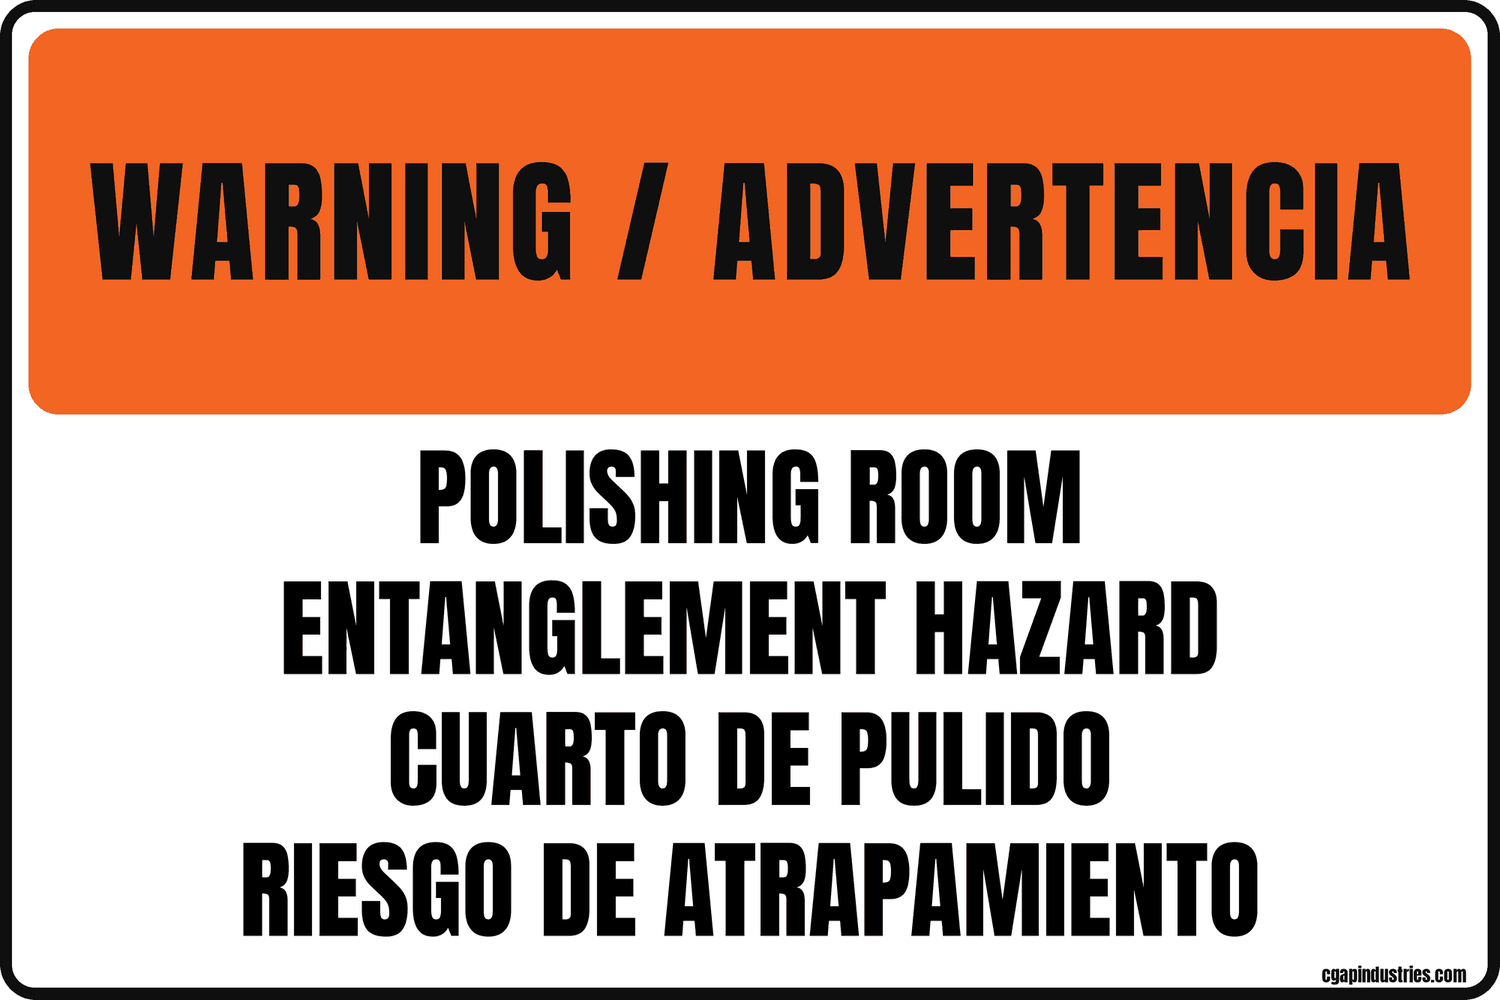 WARNING / ADVERTENCIA
POLISHING ROOM
ENTANGLEMENT HAZARD
CUARTO DE PULIDO
RIESGO DE ATRAPAMIENTO
cgapindustries.com